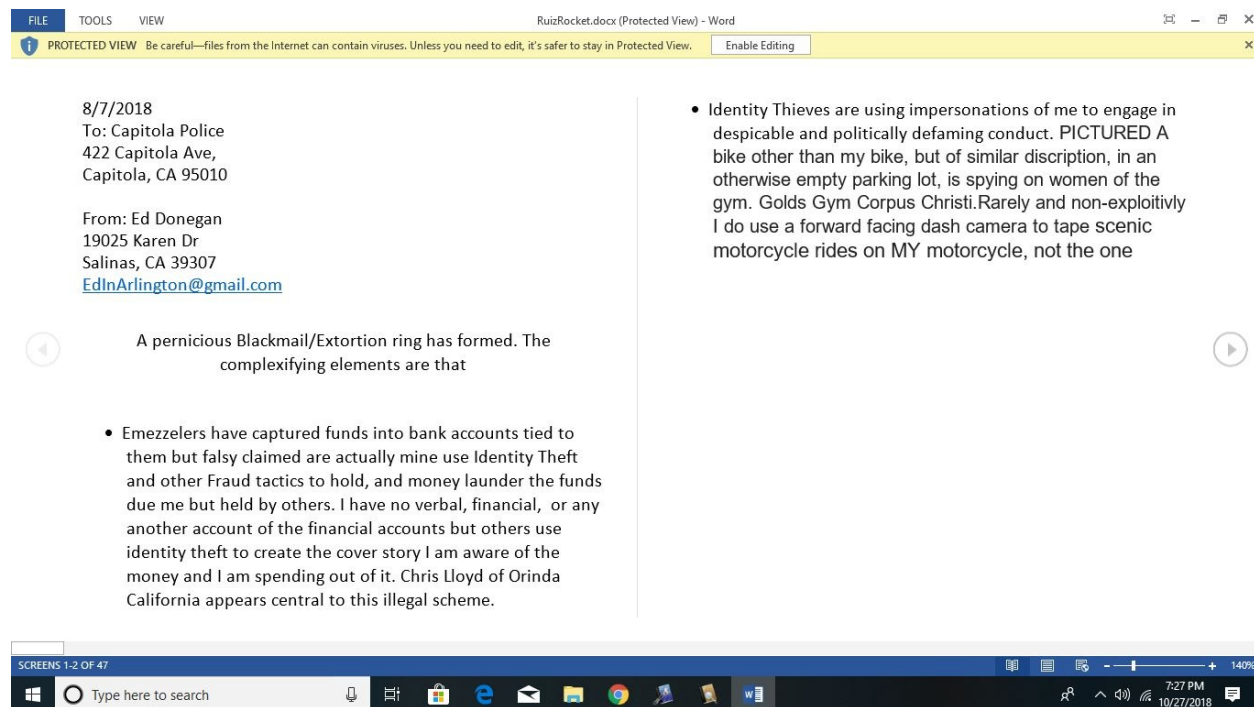 FILE TOOLS VIEW RuizRocket.docx (Protected View) - Word
PROTECTED VIEW Be careful—files from the Internet can contain viruses. Unless you need to edit, it's safer to stay in Protected View. Enable Editing
8/7/2018
To: Capitola Police
422 Capitola Ave,
Capitola, CA 95010
From: Ed Donegan
19025 Karen Dr
Salinas, CA 39307
EdInArlington@gmail.com
A pernicious Blackmail/Extortion ring has formed. The
complexifying elements are that
• Emezzelers have captured funds into bank accounts tied to
them but falsy claimed are actually mine use Identity Theft
and other Fraud tactics to hold, and money launder the funds
due me but held by others. I have no verbal, financial, or any
another account of the financial accounts but others use
identity theft to create the cover story I am aware of the
money and I am spending out of it. Chris Lloyd of Orinda
California appears central to this illegal scheme.
• Identity Thieves are using impersonations of me to engage in
despicable and politically defaming conduct. PICTURED A
bike other than my bike, but of similar discription, in an
otherwise empty parking lot, is spying on women of the
gym. Golds Gym Corpus Christi.Rarely and non-exploitivly
I do use a forward facing dash camera to tape scenic
motorcycle rides on MY motorcycle, not the one
SCREENS 1-2 OF 47 140%
Type here to search
7:27 PM
10/27/2018